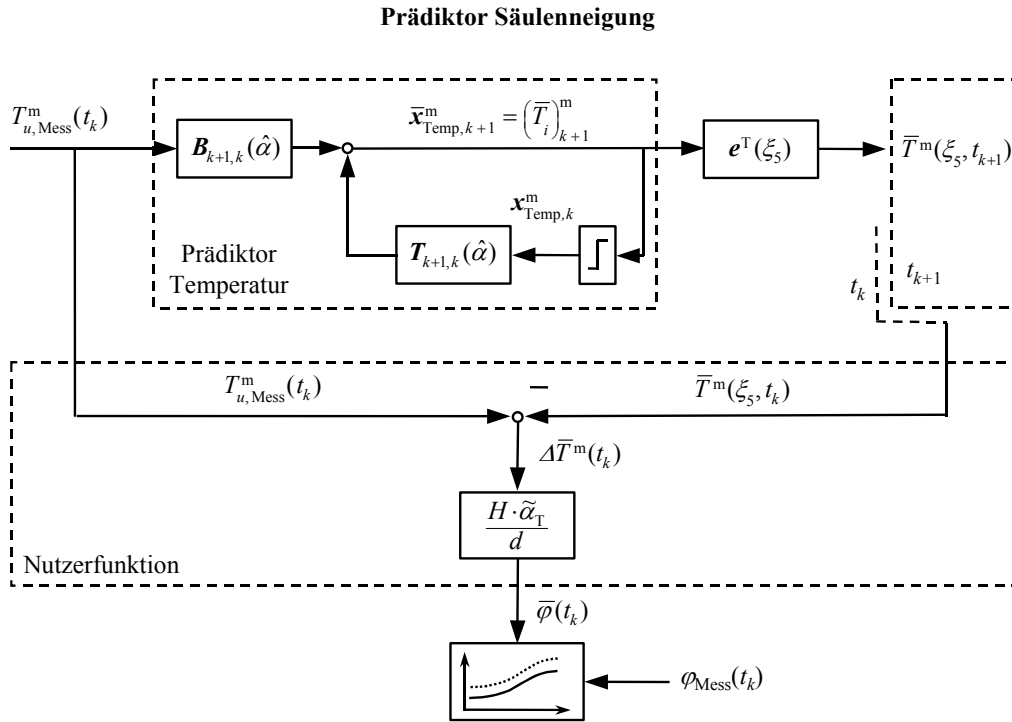 Prädiktor Säulenneigung
T^m_{u,Mess}(t_k)
x̄^m_{Temp,k+1} = (T̄_i)^m_{k+1}
B_{k+1,k}(α̂)
e^T(ξ_5)
T̄^m(ξ_5, t_{k+1})
x^m_{Temp,k}
T_{k+1,k}(α̂)
Prädiktor
Temperatur
t_k
t_{k+1}
T^m_{u,Mess}(t_k)
−
T̄^m(ξ_5, t_k)
ΔT̄^m(t_k)
H·α̃_T
d
Nutzerfunktion
φ̄(t_k)
φ_Mess(t_k)